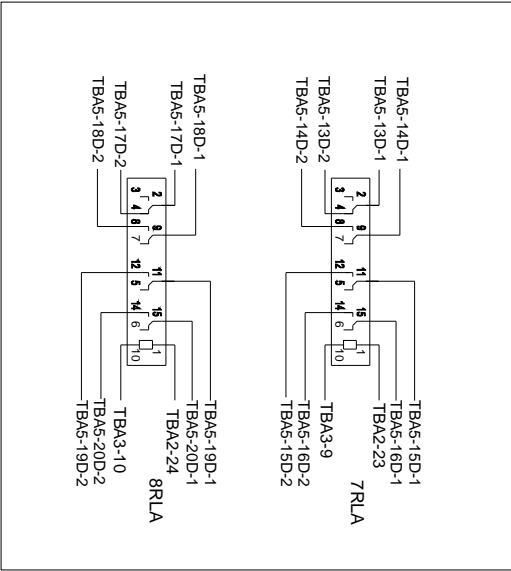 TBA5-14D-1
TBA5-13D-1
TBA5-13D-2
TBA5-14D-2
2
3
4
9
8
7
11
12
5
15
14
6
1
10
TBA5-15D-1
TBA5-16D-1
TBA2-23
TBA3-9
TBA5-16D-2
TBA5-15D-2
7RLA
TBA5-18D-1
TBA5-17D-1
TBA5-17D-2
TBA5-18D-2
2
3
4
9
8
7
11
12
5
15
14
6
1
10
TBA5-19D-1
TBA5-20D-1
TBA2-24
TBA3-10
TBA5-20D-2
TBA5-19D-2
8RLA